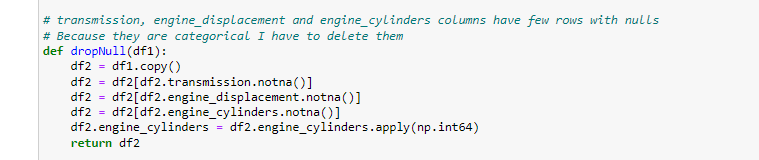 # transmission, engine_displacement and engine_cylinders columns have few rows with nulls
# Because they are categorical I have to delete them
def dropNull(df1):
    df2 = df1.copy()
    df2 = df2[df2.transmission.notna()]
    df2 = df2[df2.engine_displacement.notna()]
    df2 = df2[df2.engine_cylinders.notna()]
    df2.engine_cylinders = df2.engine_cylinders.apply(np.int64)
    return df2